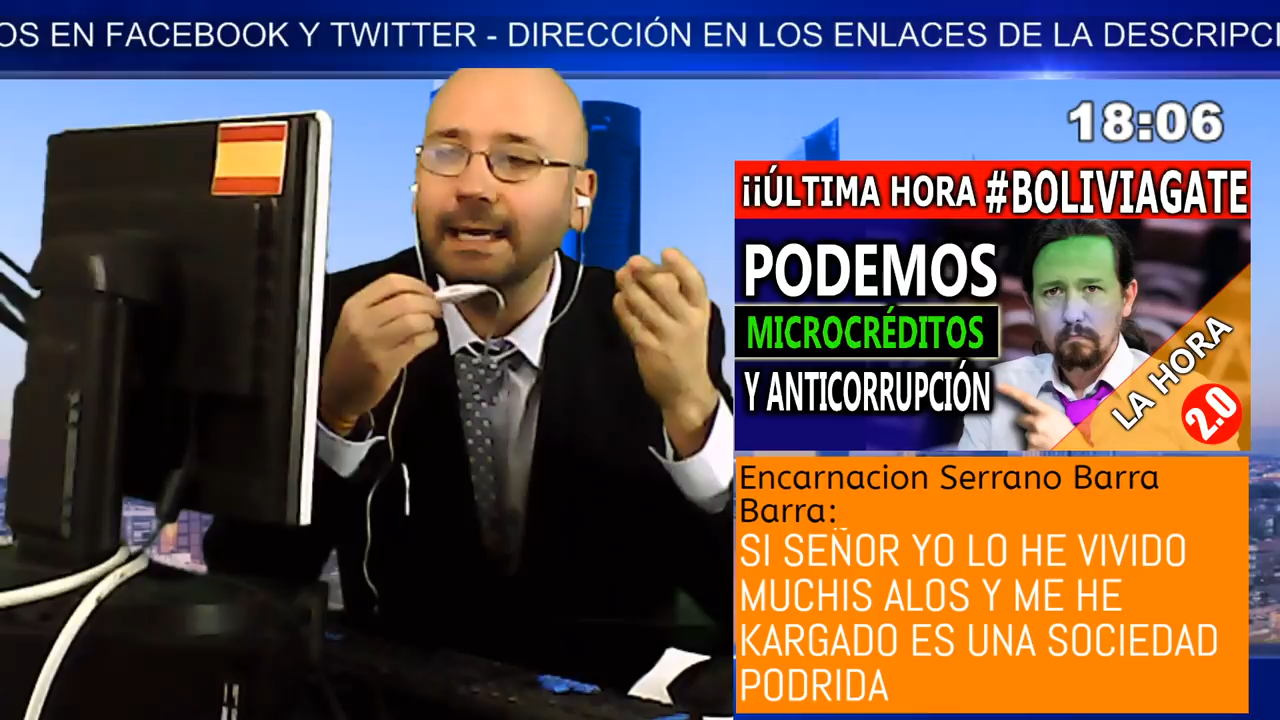 OS EN FACEBOOK Y TWITTER - DIRECCIÓN EN LOS ENLACES DE LA DESCRIPCI
18:06
¡¡ÚLTIMA HORA #BOLIVIAGATE
PODEMOS
MICROCRÉDITOS
Y ANTICORRUPCIÓN
LA HORA
2.0
Encarnacion Serrano Barra
Barra:
SI SEÑOR YO LO HE VIVIDO
MUCHIS ALOS Y ME HE
KARGADO ES UNA SOCIEDAD
PODRIDA